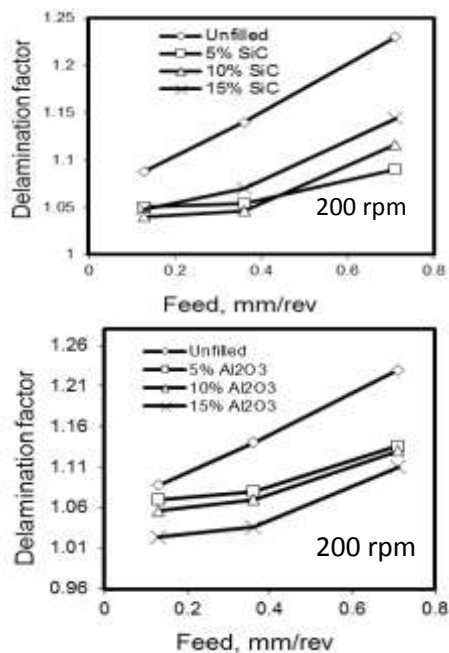 1.25
1.2
1.15
1.1
1.05
1
Delamination factor
Unfilled
5% SiC
10% SiC
15% SiC
200 rpm
0 0.2 0.4 0.6 0.8
Feed, mm/rev
1.26
1.21
1.16
1.11
1.06
1.01
0.96
Delamination factor
Unfilled
5% Al2O3
10% Al2O3
15% Al2O3
200 rpm
0 0.2 0.4 0.6 0.8
Feed, mm/rev